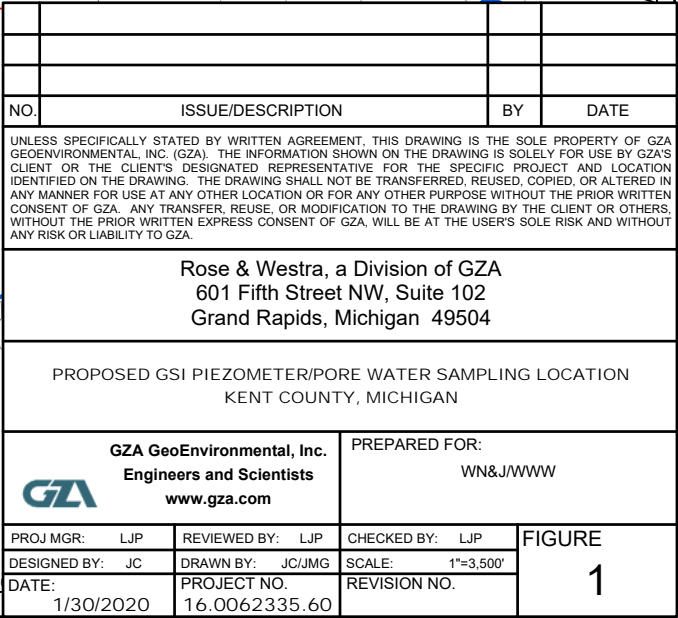 NO. ISSUE/DESCRIPTION BY DATE
UNLESS SPECIFICALLY STATED BY WRITTEN AGREEMENT, THIS DRAWING IS THE SOLE PROPERTY OF GZA
GEOENVIRONMENTAL, INC. (GZA). THE INFORMATION SHOWN ON THE DRAWING IS SOLELY FOR USE BY GZA'S
CLIENT OR THE CLIENT'S DESIGNATED REPRESENTATIVE FOR THE SPECIFIC PROJECT AND LOCATION
IDENTIFIED ON THE DRAWING. THE DRAWING SHALL NOT BE TRANSFERRED, REUSED, COPIED, OR ALTERED IN
ANY MANNER FOR USE AT ANY OTHER LOCATION OR FOR ANY OTHER PURPOSE WITHOUT THE PRIOR WRITTEN
CONSENT OF GZA. ANY TRANSFER, REUSE, OR MODIFICATION TO THE DRAWING BY THE CLIENT OR OTHERS,
WITHOUT THE PRIOR WRITTEN EXPRESS CONSENT OF GZA, WILL BE AT THE USER'S SOLE RISK AND WITHOUT
ANY RISK OR LIABILITY TO GZA.
Rose & Westra, a Division of GZA
601 Fifth Street NW, Suite 102
Grand Rapids, Michigan 49504
PROPOSED GSI PIEZOMETER/PORE WATER SAMPLING LOCATION
KENT COUNTY, MICHIGAN
GZA
GZA GeoEnvironmental, Inc.
Engineers and Scientists
www.gza.com
PREPARED FOR:
WN&J/WWW
PROJ MGR: LJP REVIEWED BY: LJP CHECKED BY: LJP
DESIGNED BY: JC DRAWN BY: JC/JMG SCALE: 1"=3,500'
DATE: PROJECT NO. REVISION NO.
1/30/2020 16.0062335.60
FIGURE
1